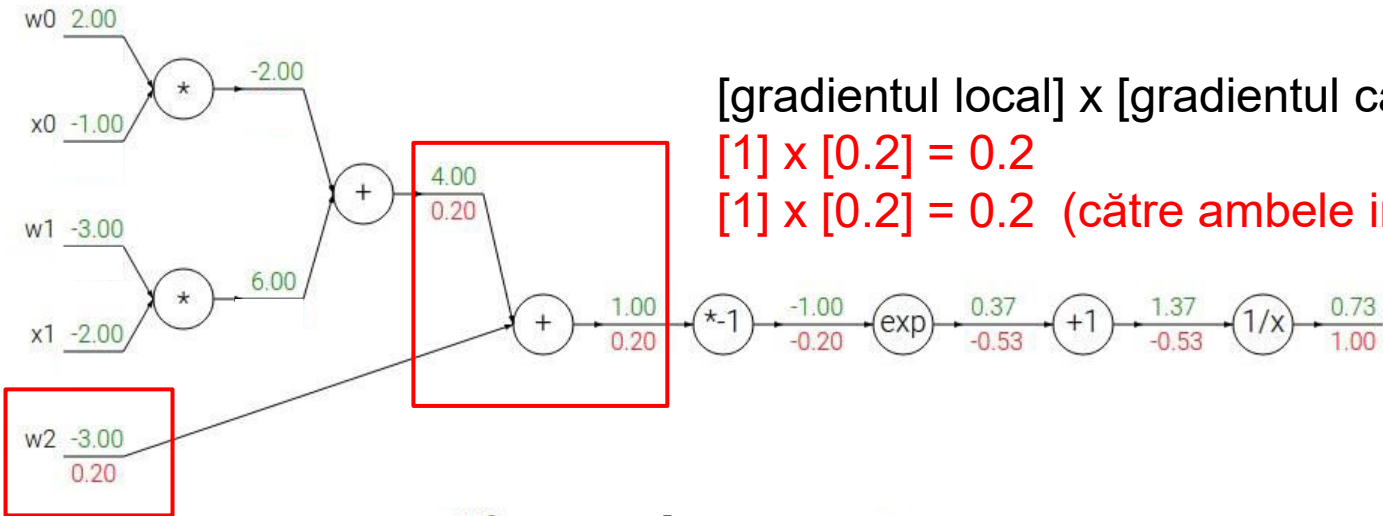 w0 2.00
-2.00
*
x0 -1.00
[gradientul local] x
[1] x [0.2] = 0.2
[1] x [0.2] = 0.2 (către ambele
+
4.00
0.20
w1 -3.00
*
6.00
x1 -2.00
+
1.00
0.20
*-1
-1.00
-0.20
exp
0.37
-0.53
+1
1.37
-0.53
1/x
0.73
1.00
w2 -3.00
0.20